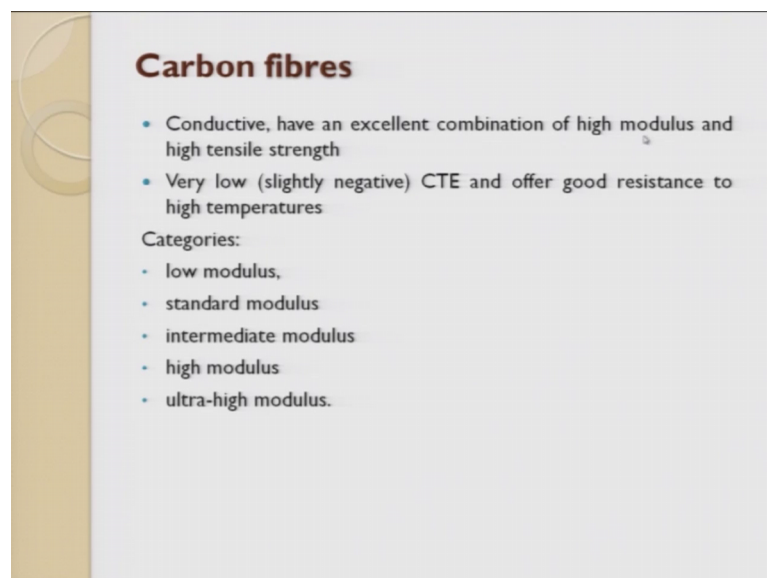 Carbon fibres
• Conductive, have an excellent combination of high modulus and
high tensile strength
• Very low (slightly negative) CTE and offer good resistance to
high temperatures
Categories:
• low modulus,
• standard modulus
• intermediate modulus
• high modulus
• ultra-high modulus.